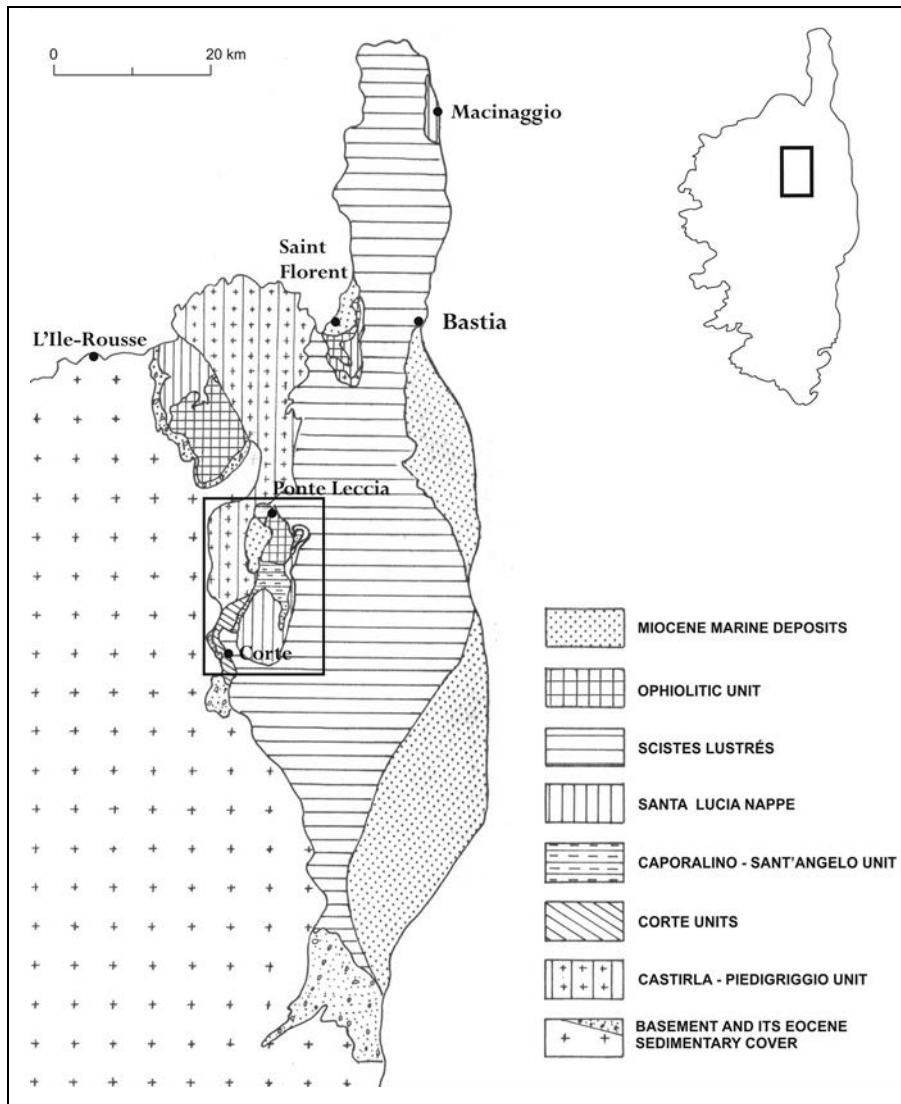 0 20 km
Macinaggio
Saint
Florent
Bastia
L'Ile-Rousse
Ponte Leccia
Corte
MIOCENE MARINE DEPOSITS
OPHIOLITIC UNIT
SCISTES LUSTRÉS
SANTA LUCIA NAPPE
CAPORALINO - SANT'ANGELO UNIT
CORTE UNITS
CASTIRLA - PIEDIGRIGGIO UNIT
BASEMENT AND ITS EOCENE
SEDIMENTARY COVER